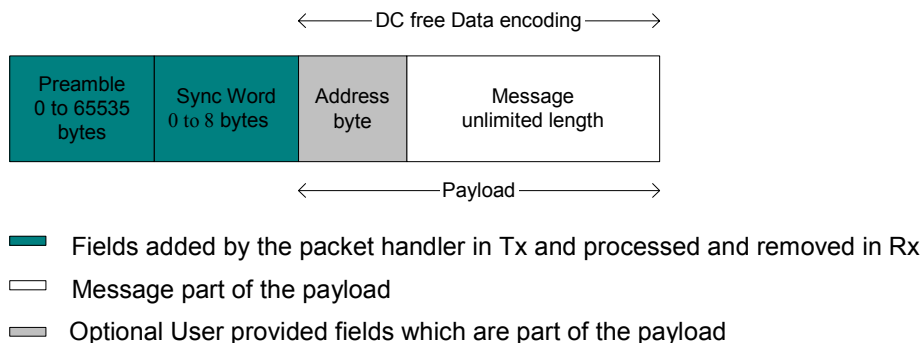 DC free Data encoding
Preamble
0 to 65535
bytes
Sync Word
0 to 8 bytes
Address
byte
Message
unlimited length
Payload
Fields added by the packet handler in Tx and processed and removed in Rx
Message part of the payload
Optional User provided fields which are part of the payload